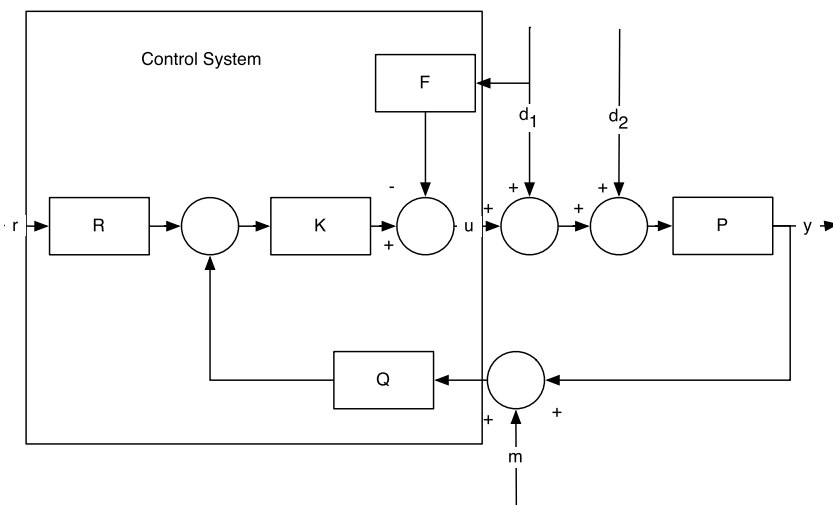 Control System
F
d1
d2
-
+
+
+
+
r
R
K
+
u
P
y
Q
+
+
m